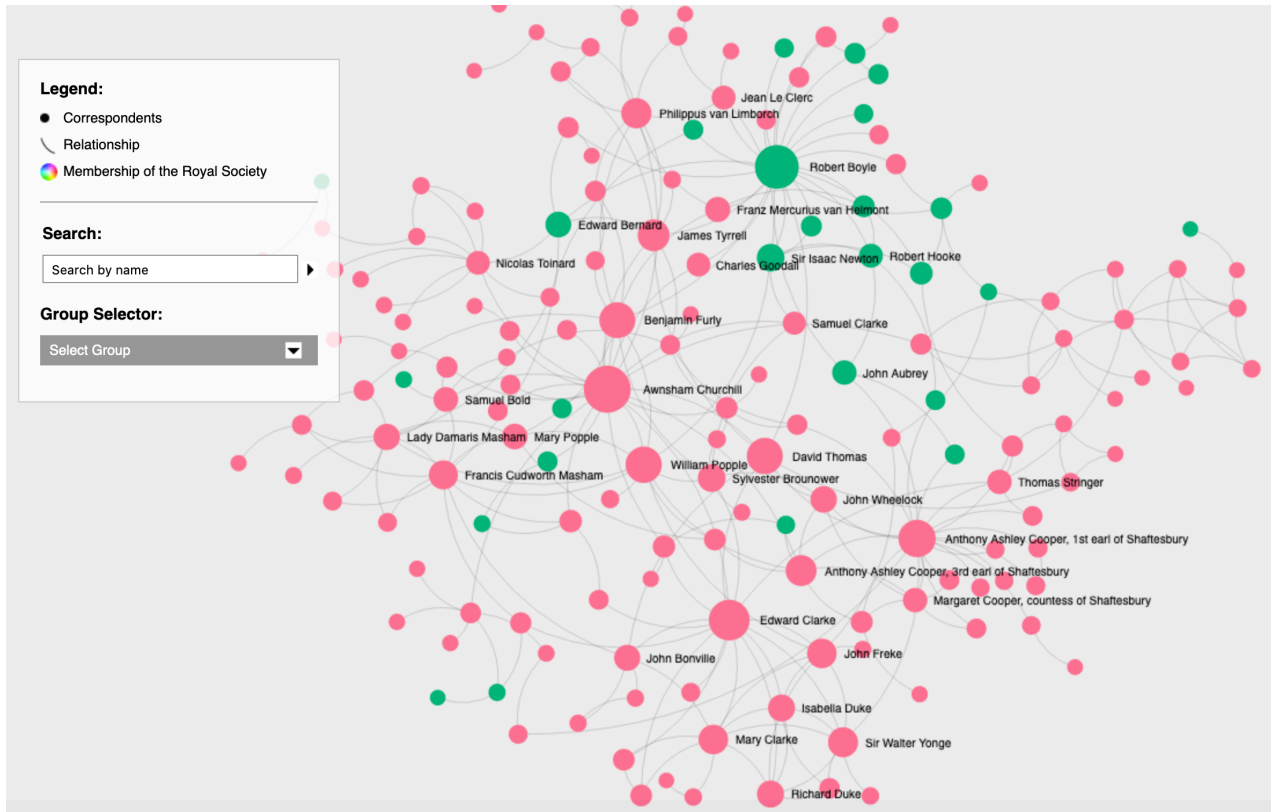 Legend:
Correspondents
Relationship
Membership of the Royal Society
Search:
Search by name
Group Selector:
Select Group
Jean Le Clerc
Philippus van Limborch
Robert Boyle
Franz Mercurius van Helmont
Edward Bernard
James Tyrrell
Nicolas Toinard
Charles Goodall
Sir Isaac Newton
Robert Hooke
Benjamin Furly
Samuel Clarke
John Aubrey
Awnsham Churchill
Samuel Bold
Lady Damaris Masham
Mary Popple
David Thomas
William Popple
Francis Cudworth Masham
Sylvester Brounower
Thomas Stringer
John Wheelock
Anthony Ashley Cooper, 1st earl of Shaftesbury
Anthony Ashley Cooper, 3rd earl of Shaftesbury
Margaret Cooper, countess of Shaftesbury
Edward Clarke
John Freke
John Bonville
Isabella Duke
Mary Clarke
Sir Walter Yonge
Richard Duke